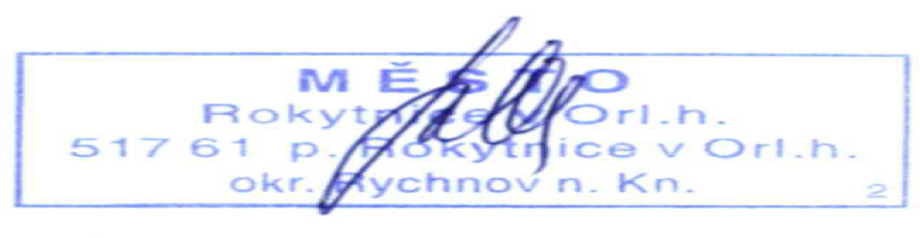 MĚSTO
Rokytnice v Orl.h.
517 61 p. Rokytnice v Orl.h.
okr. Rychnov n. Kn.
2